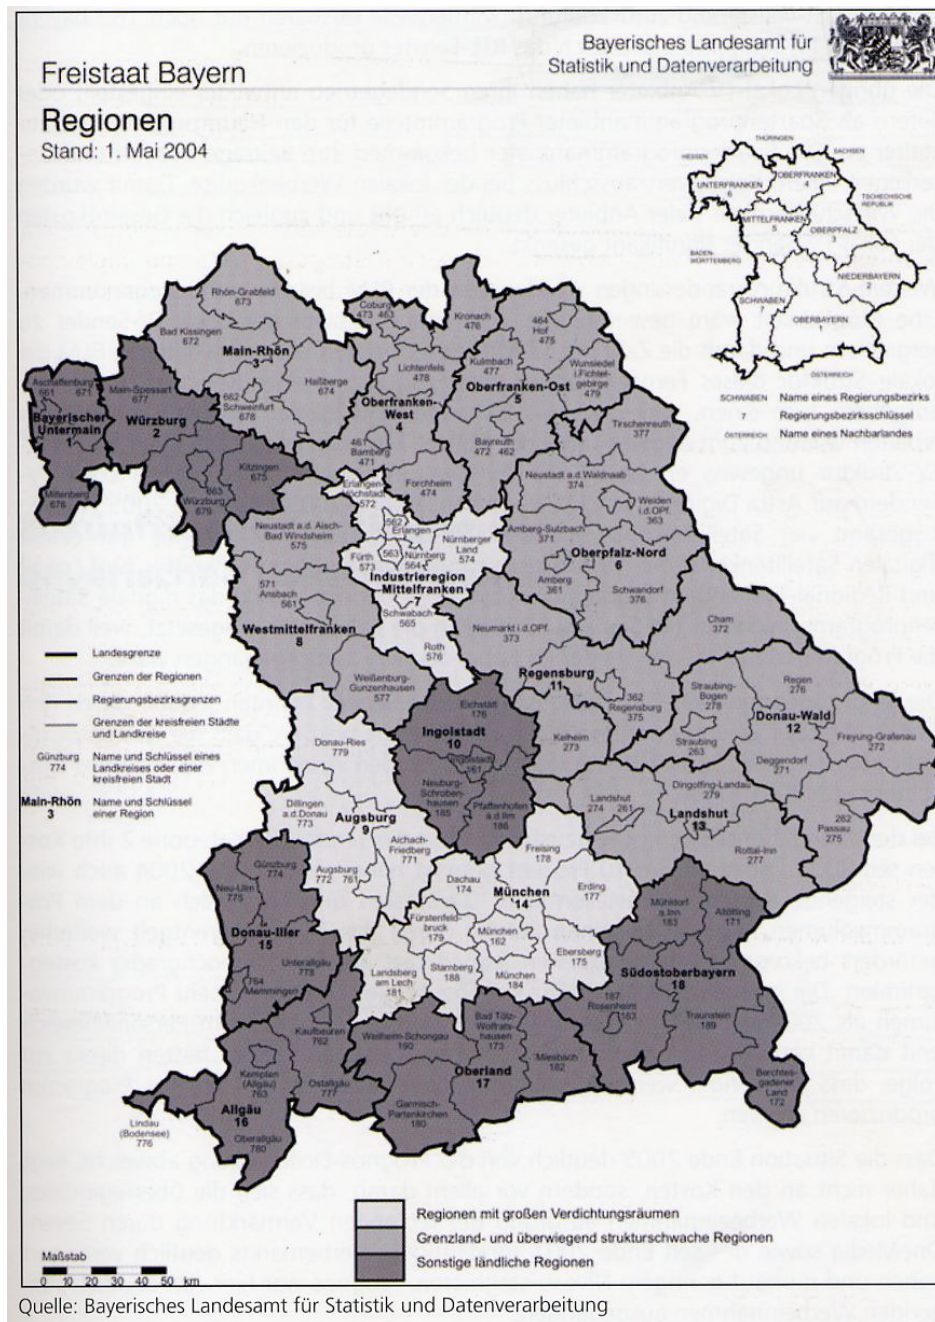 Bayerisches Landesamt für
Statistik und Datenverarbeitung
Freistaat Bayern
Regionen
Stand: 1. Mai 2004
THÜRINGEN
SACHSEN
HESSEN
OBERFRANKEN
4
UNTERFRANKEN
6
TSCHECHISCHE
REPUBLIK
MITTELFRANKEN
5
OBERPFALZ
BADEN-
WÜRTTEMBERG
NIEDERBAYERN
SCHWABEN
OBERBAYERN
ÖSTERREICH
SCHWABEN Name eines Regierungsbezirks
Regierungsbezirksschlüssel
ÖSTERREICH Name eines Nachbarlandes
Rhön-Grabfeld
673
Bad Kissingen
672
Main-Rhön
3
Haßberge
674
662
Schweinfurt
678
Coburg
473 463
Kronach
476
Lichtenfels
478
Oberfranken-
West
4
461
Bamberg
471
Forchheim
474
464
Hof
475
Kulmbach
477
Wunsiedel
i.Fichtel-
gebirge
479
Oberfranken-Ost
5
Bayreuth
472 462
Tirschenreuth
377
Aschaffenburg
661 671
Bayerischer
Untermain
1
Miltenberg
676
Main-Spessart
677
Würzburg
2
Kitzingen
675
663
Würzburg
679
Erlangen-
Höchstadt
572
562
Erlangen
Nürnberger
Land
574
Fürth
573
563
Nürnberg
564
Industrieregion
Mittelfranken
7
Schwabach
565
Roth
576
Neustadt a.d. Aisch-
Bad Windsheim
575
571
Ansbach
561
Westmittelfranken
8
Weißenburg-
Gunzenhausen
577
Neustadt a.d. Waldnaab
374
Weiden
i.d.OPf.
363
Amberg-Sulzbach
371
Oberpfalz-Nord
6
Amberg
361
Schwandorf
376
Neumarkt i.d.OPf.
373
Cham
372
Regensburg
11
362
Regensburg
375
Kelheim
273
Straubing-
Bogen
278
Regen
276
Donau-Wald
12
Straubing
263
Freyung-Grafenau
272
Deggendorf
271
262
Passau
275
Dingolfing-Landau
279
Landshut
274 261
Landshut
13
Rottal-Inn
277
Eichstätt
176
Ingolstadt
10
Ingolstadt
161
Neuburg-
Schroben-
hausen
185
Pfaffenhofen
a.d.Ilm
186
Donau-Ries
779
Dillingen
a.d.Donau
773
Augsburg
9
Aichach-
Friedberg
771
Augsburg
772 761
Günzburg
774
Neu-Ulm
775
Donau-Iller
15
Unterallgäu
778
764
Memmingen
Freising
178
Dachau
174
München
14
Erding
177
Fürstenfeld-
bruck
179
München
162
Ebersberg
175
Landsberg
am Lech
181
Starnberg
188
München
184
Mühldorf
a.Inn
183
Altötting
171
Südostoberbayern
18
187
Rosenheim
163
Traunstein
189
Berchtes-
gadener
Land
172
Kaufbeuren
762
Weilheim-Schongau
190
Bad Tölz-
Wolfrats-
hausen
173
Miesbach
182
Oberland
17
Garmisch-
Partenkirchen
180
Kempten
(Allgäu)
763
Ostallgäu
777
Allgäu
16
Oberallgäu
780
Lindau
(Bodensee)
776
Landesgrenze
Grenzen der Regionen
Regierungsbezirksgrenze
Grenzen der kreisfreien Städte
und Landkreise
Günzburg
774
Name und Schlüssel eines
Landkreises oder einer
kreisfreien Stadt
Main-Rhön
3
Name und Schlüssel
einer Region
Regionen mit großen Verdichtungsräumen
Grenzland- und überwiegend strukturschwache Regionen
Sonstige ländliche Regionen
Maßstab
0 10 20 30 40 50 km
Quelle: Bayerisches Landesamt für Statistik und Datenverarbeitung